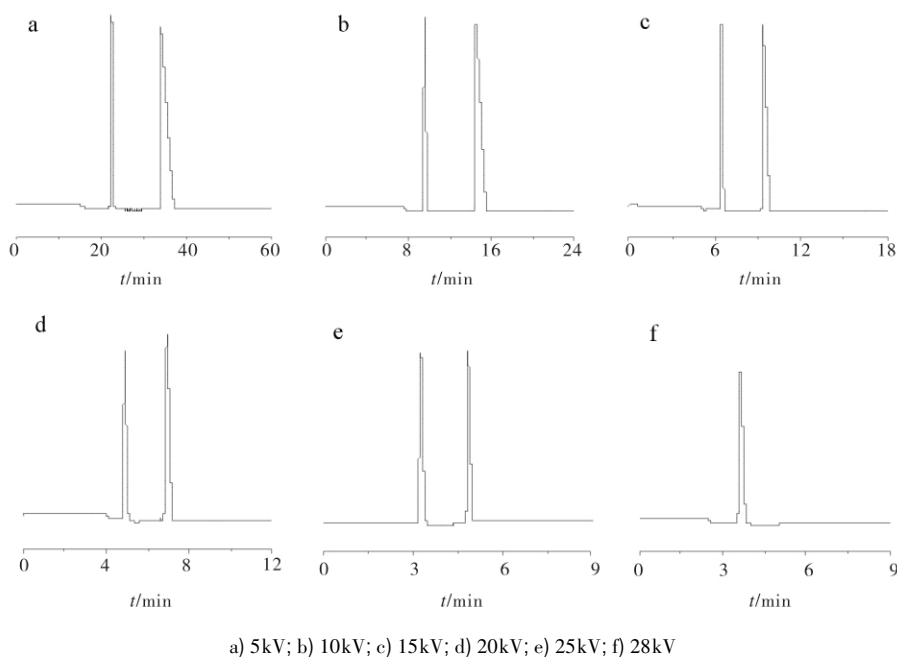 a
b
c
0 20 40 60
0 8 16 24
0 6 12 18
t/min
t/min
t/min
d
e
f
0 4 8 12
0 3 6 9
0 3 6 9
t/min
t/min
t/min
a) 5kV; b) 10kV; c) 15kV; d) 20kV; e) 25kV; f) 28kV